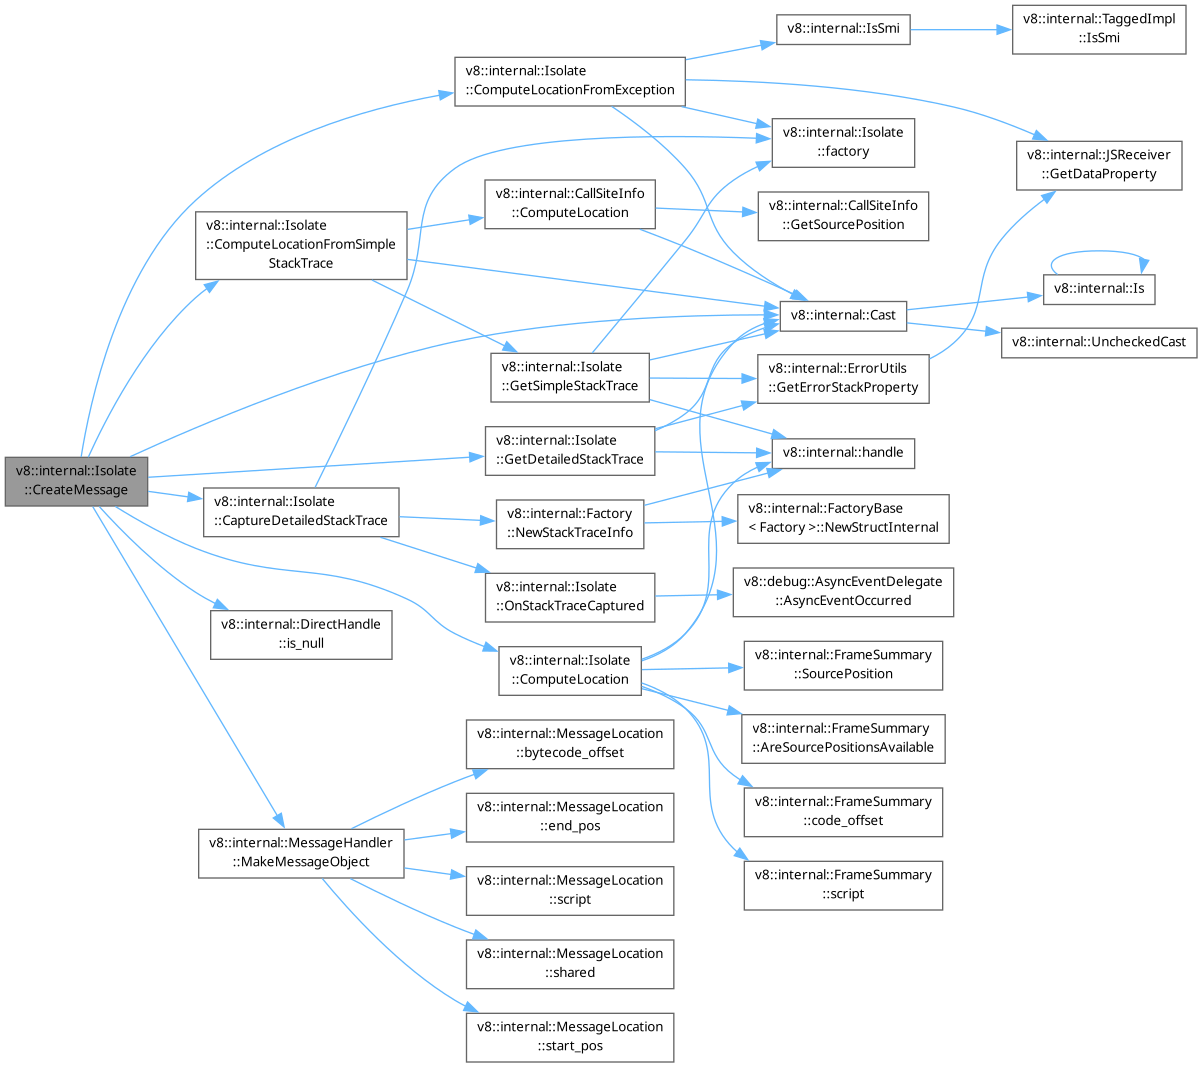 v8::internal::IsSmi
v8::internal::TaggedImpl
::IsSmi
v8::internal::Isolate
::ComputeLocationFromException
v8::internal::Isolate
::factory
v8::internal::JSReceiver
::GetDataProperty
v8::internal::CallSiteInfo
::ComputeLocation
v8::internal::CallSiteInfo
::GetSourcePosition
v8::internal::Isolate
::ComputeLocationFromSimple
StackTrace
v8::internal::Is
v8::internal::Cast
v8::internal::UncheckedCast
v8::internal::Isolate
::GetSimpleStackTrace
v8::internal::ErrorUtils
::GetErrorStackProperty
v8::internal::Isolate
::GetDetailedStackTrace
v8::internal::handle
v8::internal::Isolate
::CreateMessage
v8::internal::Isolate
::CaptureDetailedStackTrace
v8::internal::Factory
::NewStackTraceInfo
v8::internal::FactoryBase
< Factory >::NewStructInternal
v8::internal::Isolate
::OnStackTraceCaptured
v8::debug::AsyncEventDelegate
::AsyncEventOccurred
v8::internal::DirectHandle
::is_null
v8::internal::Isolate
::ComputeLocation
v8::internal::FrameSummary
::SourcePosition
v8::internal::FrameSummary
::AreSourcePositionsAvailable
v8::internal::MessageLocation
::bytecode_offset
v8::internal::FrameSummary
::code_offset
v8::internal::MessageLocation
::end_pos
v8::internal::MessageHandler
::MakeMessageObject
v8::internal::FrameSummary
::script
v8::internal::MessageLocation
::script
v8::internal::MessageLocation
::shared
v8::internal::MessageLocation
::start_pos